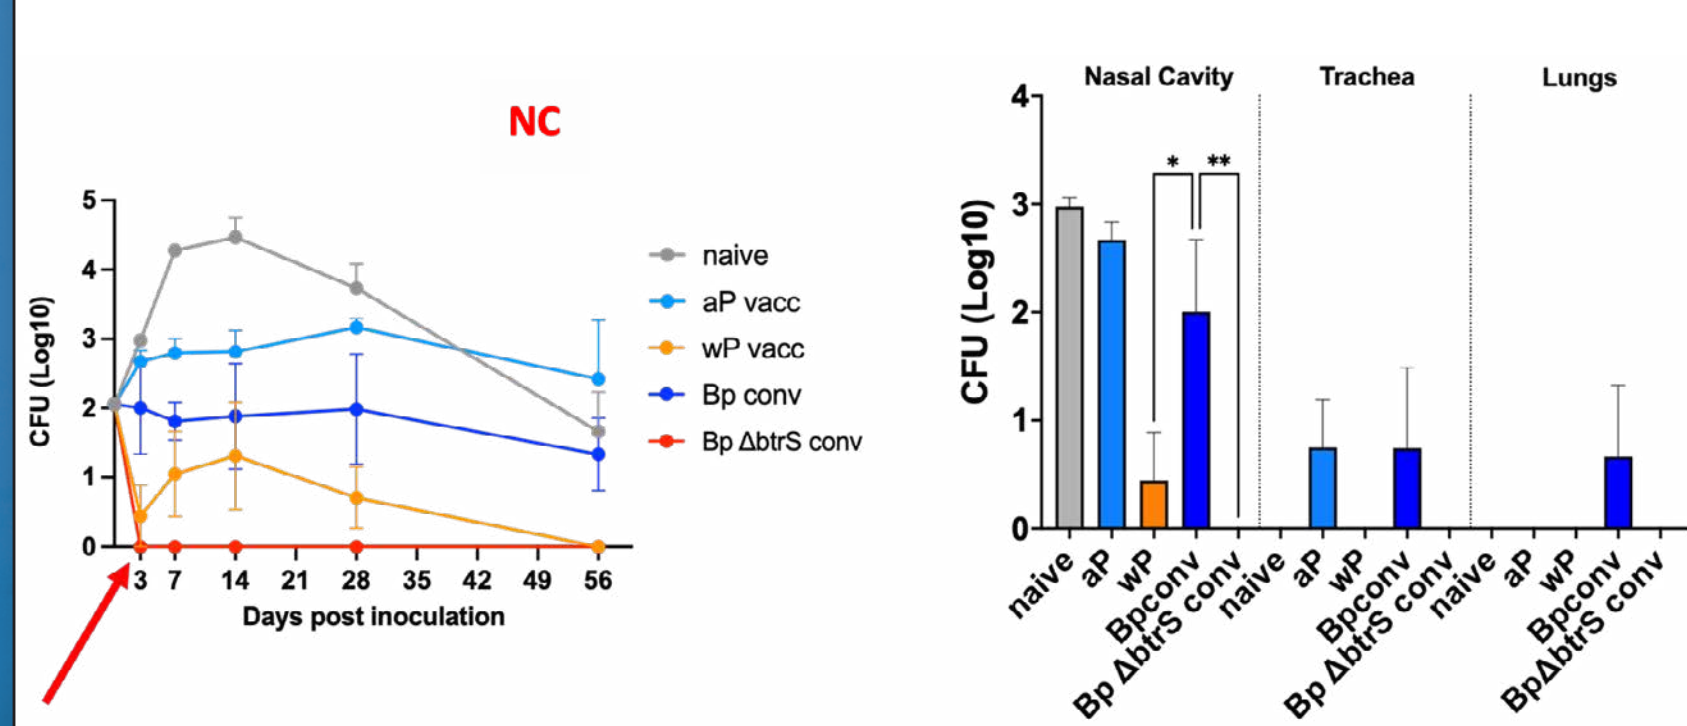 NC
CFU (Log10)
5
4
3
2
1
0
3 7 14 21 28 35 42 49 56
Days post inoculation
naive
aP vacc
wP vacc
Bp conv
Bp ΔbtrS conv
Nasal Cavity Trachea Lungs
CFU (Log10)
4
3
2
1
0
* **
naive
aP
wP
Bpconv
Bp ΔbtrS conv
naive
aP
wP
Bpconv
Bp ΔbtrS conv
naive
aP
wP
Bpconv
BpΔbtrS conv